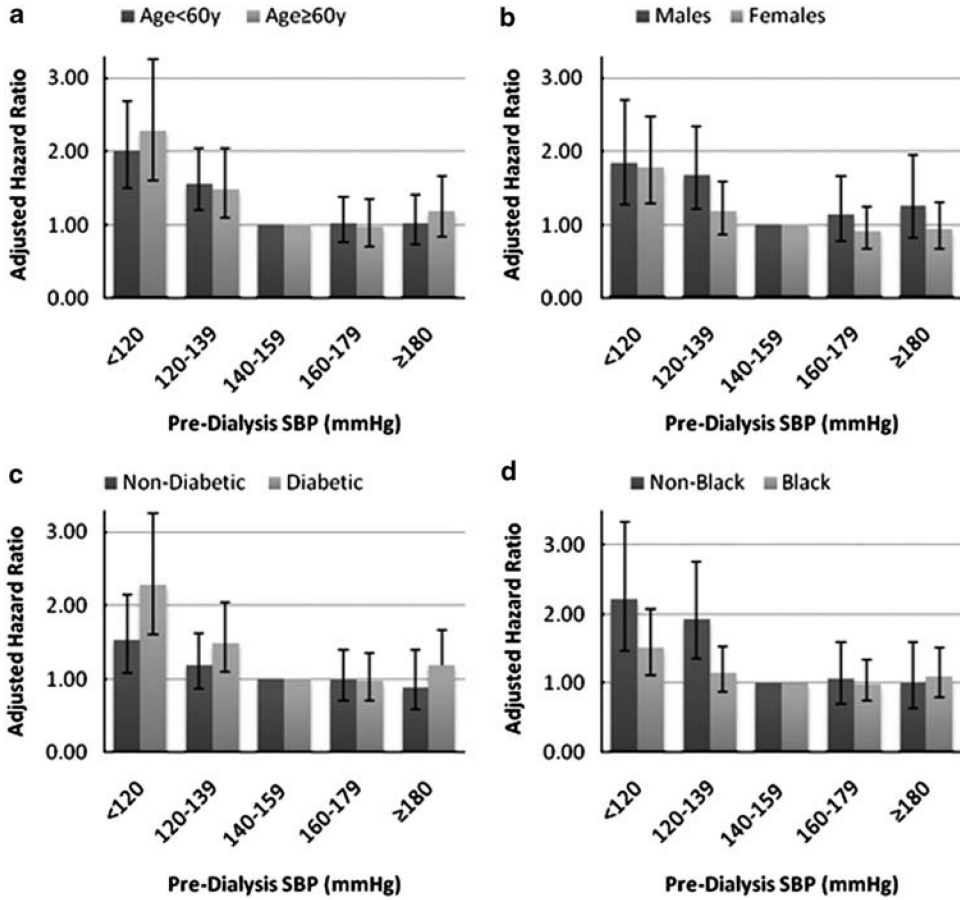 a
Age<60y Age≥60y
Adjusted Hazard Ratio
3.00
2.00
1.00
0.00
<120 120-139 140-159 160-179 ≥180
Pre-Dialysis SBP (mmHg)
b
Males Females
Adjusted Hazard Ratio
3.00
2.00
1.00
0.00
<120 120-139 140-159 160-179 ≥180
Pre-Dialysis SBP (mmHg)
c
Non-Diabetic Diabetic
Adjusted Hazard Ratio
3.00
2.00
1.00
0.00
<120 120-139 140-159 160-179 ≥180
Pre-Dialysis SBP (mmHg)
d
Non-Black Black
Adjusted Hazard Ratio
3.00
2.00
1.00
0.00
<120 120-139 140-159 160-179 ≥180
Pre-Dialysis SBP (mmHg)